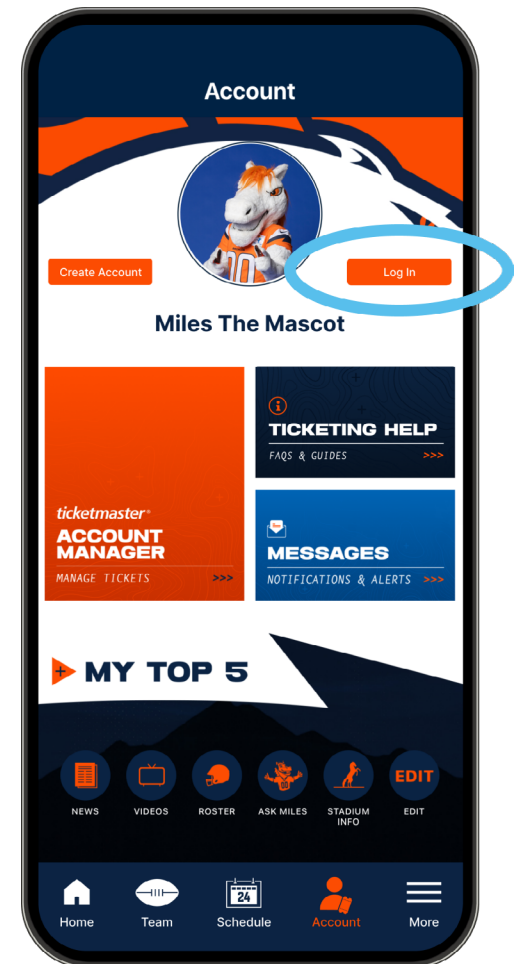 Account
Create Account
Log In
Miles The Mascot
ticketmaster®
ACCOUNT
MANAGER
MANAGE TICKETS >>>
TICKETING HELP
FAQS & GUIDES >>>
MESSAGES
NOTIFICATIONS & ALERTS >>>
MY TOP 5
NEWS
VIDEOS
ROSTER
ASK MILES
STADIUM
INFO
EDIT
EDIT
24
Home
Team
Schedule
Account
More